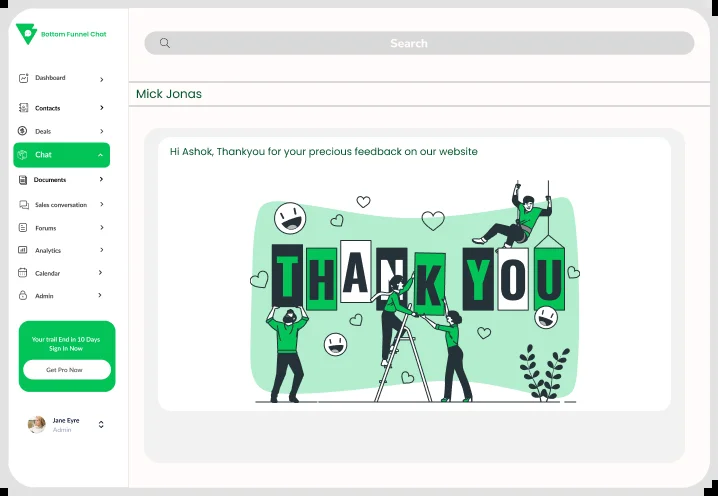 Bottom Funnel Chat
Search
Dashboard
Contacts
Deals
Chat
Documents
Sales conversation
Forums
Analytics
Calendar
Admin
Your trail End in 10 Days
Sign In Now
Get Pro Now
Jane Eyre
Admin
Mick Jonas
Hi Ashok, Thankyou for your precious feedback on our website
THANK YOU